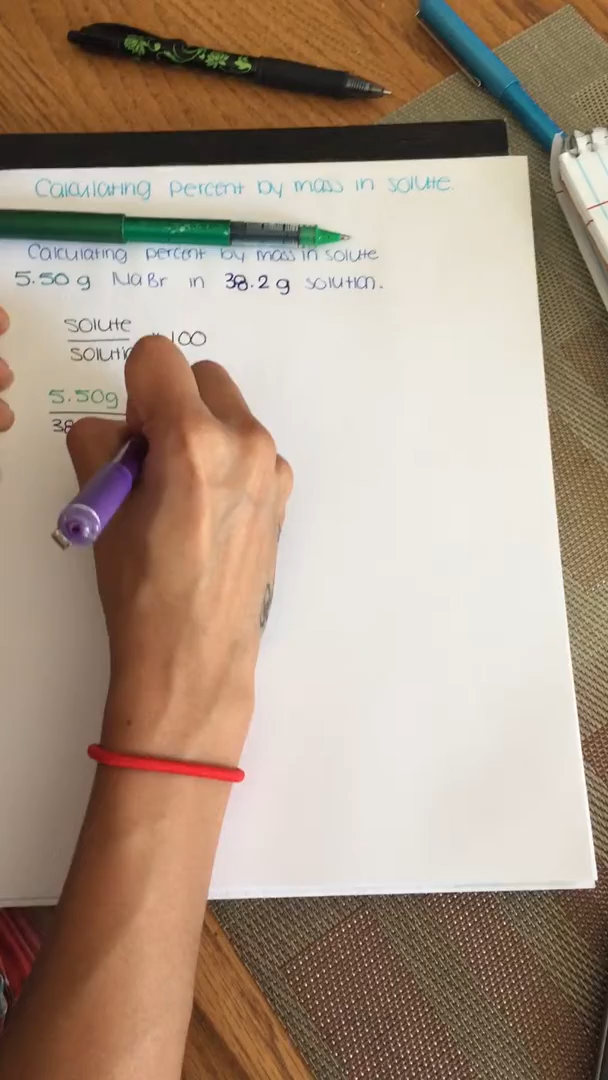 Calculating percent by mass in solute.
Calculating percent by mass in solute
5.50 g NaBr in 38.2 g solution.
solute
100
5.50g
38